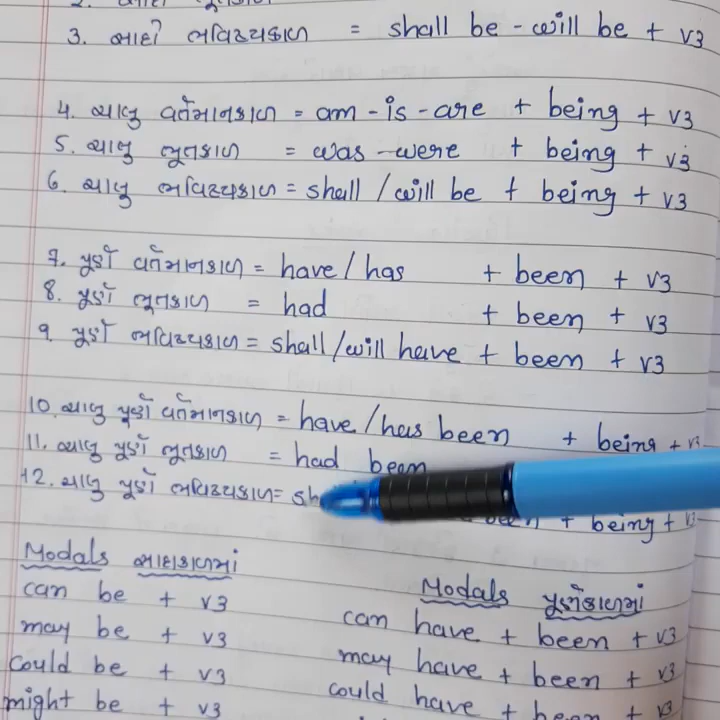 3. સાદો ભવિષ્યકાળ = shall be - will be + v3
4. ચાલુ વર્તમાનકાળ = am - is - are + being + v3
5. ચાલુ ભૂતકાળ = was - were + being + v3
6. ચાલુ ભવિષ્યકાળ = shall / will be + being + v3
7. પૂર્ણ વર્તમાનકાળ = have / has + been + v3
8. પૂર્ણ ભૂતકાળ = had + been + v3
9. પૂર્ણ ભવિષ્યકાળ = shall / will have + been + v3
10. ચાલુ પૂર્ણ વર્તમાનકાળ = have / has been + being + v3
11. ચાલુ પૂર્ણ ભૂતકાળ = had been
12. ચાલુ પૂર્ણ ભવિષ્યકાળ = sh been + being + v3
Modals સાદાકાળમાં
can be + v3
may be + v3
could be + v3
might be + v3
Modals પૂર્ણકાળમાં
can have + been + v3
may have + been + v3
could have + been + v3